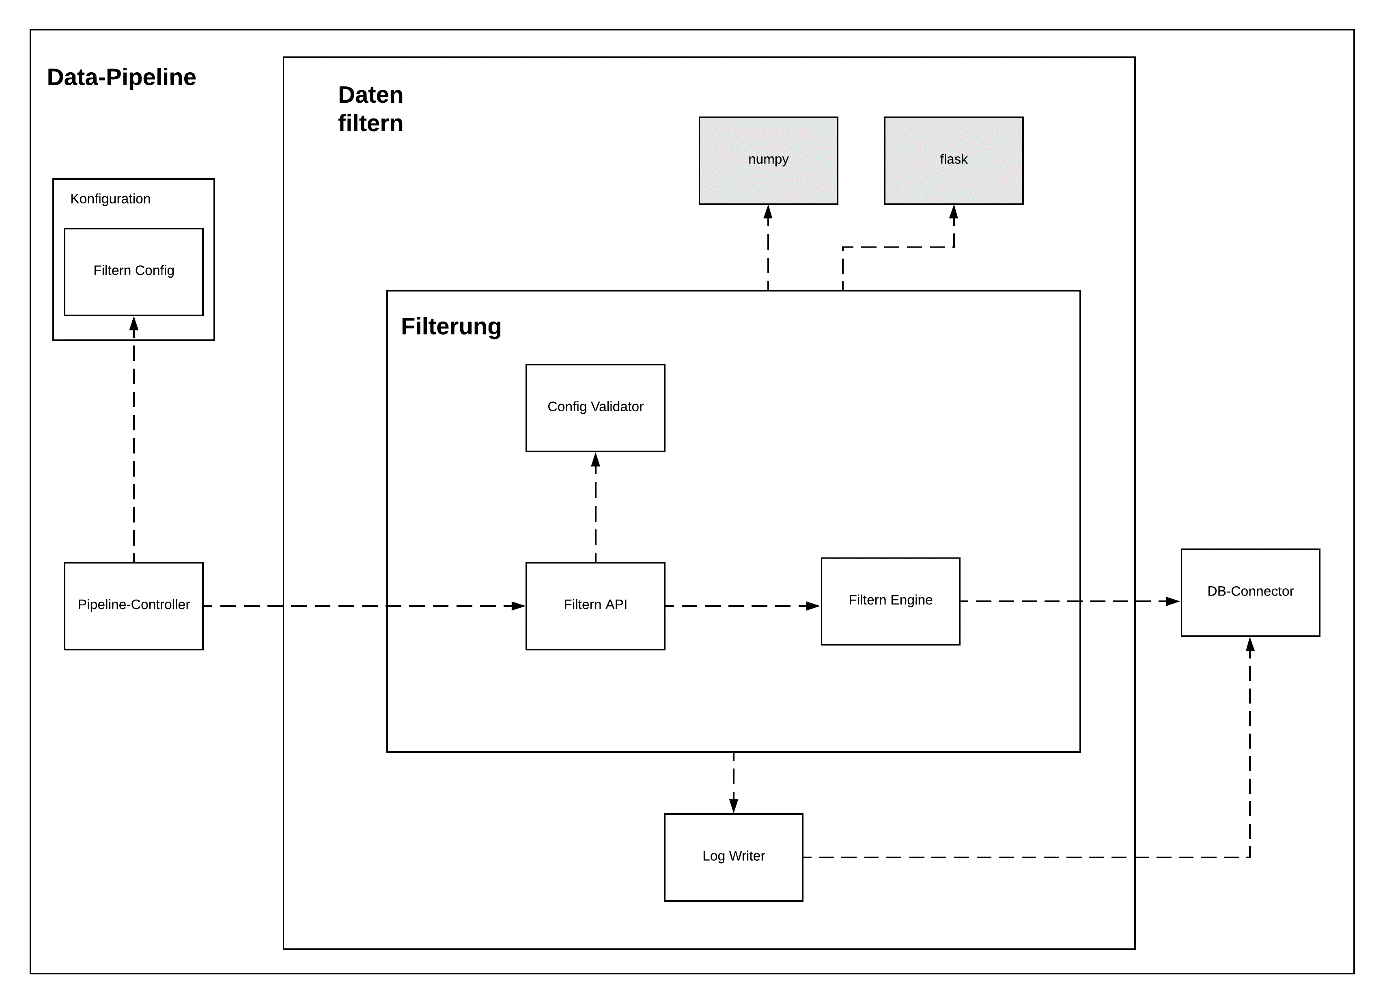 Data-Pipeline
Daten
filtern
numpy
flask
Konfiguration
Filtern Config
Filterung
Config Validator
Pipeline-Controller
Filtern API
Filtern Engine
DB-Connector
Log Writer